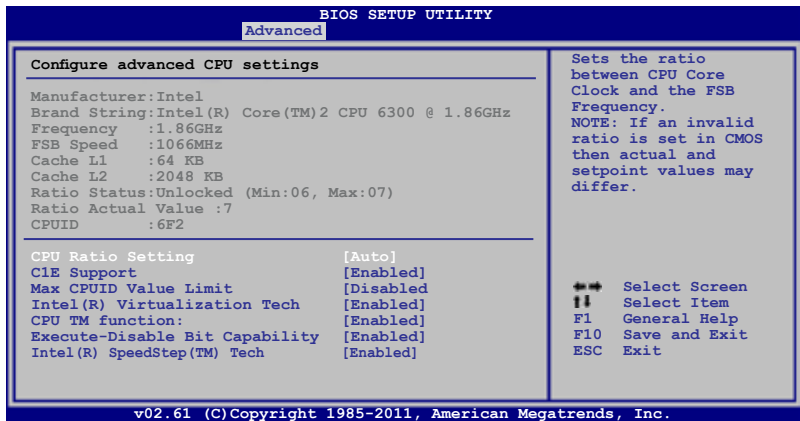 BIOS SETUP UTILITY
Advanced
Configure advanced CPU settings
Manufacturer:Intel
Brand String:Intel(R) Core(TM)2 CPU 6300 @ 1.86GHz
Frequency :1.86GHz
FSB Speed :1066MHz
Cache L1 :64 KB
Cache L2 :2048 KB
Ratio Status:Unlocked (Min:06, Max:07)
Ratio Actual Value :7
CPUID :6F2
CPU Ratio Setting [Auto]
C1E Support [Enabled]
Max CPUID Value Limit [Disabled
Intel(R) Virtualization Tech [Enabled]
CPU TM function: [Enabled]
Execute-Disable Bit Capability [Enabled]
Intel(R) SpeedStep(TM) Tech [Enabled]
Sets the ratio
between CPU Core
Clock and the FSB
Frequency.
NOTE: If an invalid
ratio is set in CMOS
then actual and
setpoint values may
differ.
←→ Select Screen
↑↓ Select Item
F1 General Help
F10 Save and Exit
ESC Exit
v02.61 (C)Copyright 1985-2011, American Megatrends, Inc.